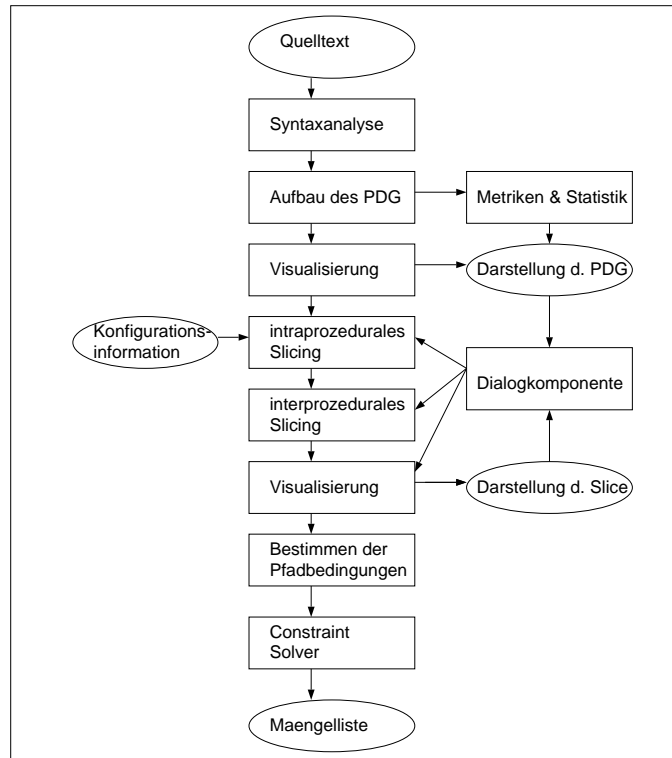 Quelltext
Syntaxanalyse
Aufbau des PDG
Metriken & Statistik
Visualisierung
Darstellung d. PDG
Konfigurations-
information
intraprozedurales
Slicing
Dialogkomponente
interprozedurales
Slicing
Visualisierung
Darstellung d. Slice
Bestimmen der
Pfadbedingungen
Constraint
Solver
Maengelliste